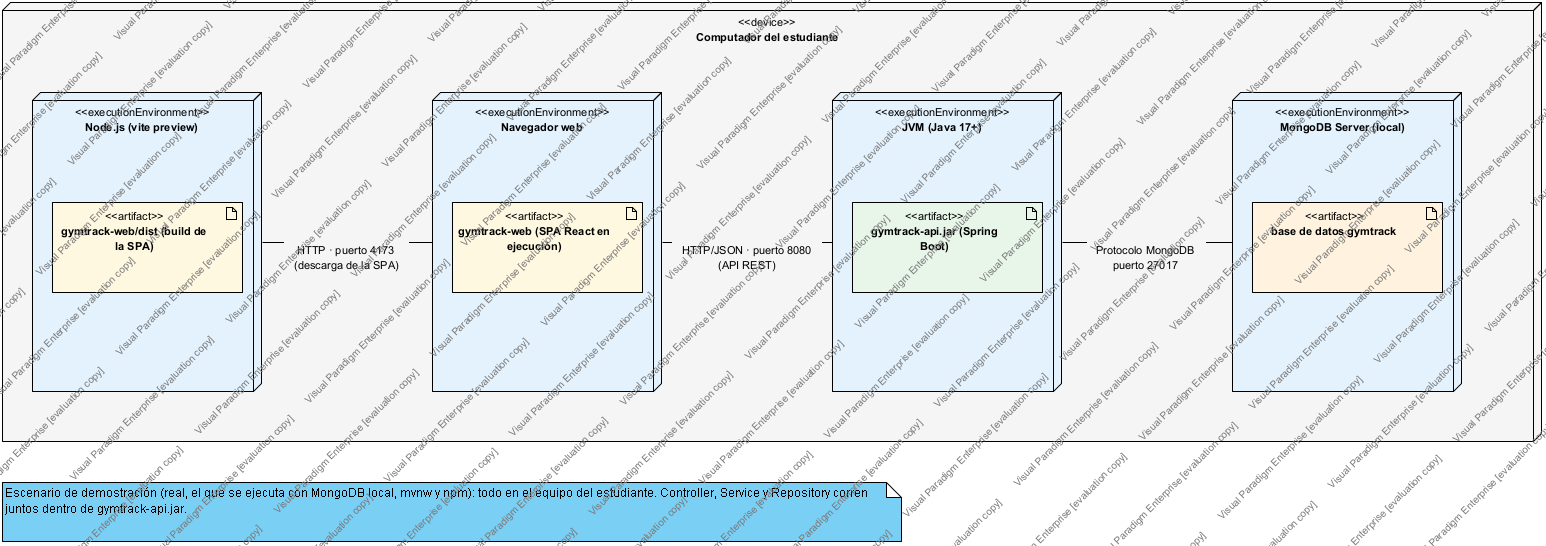 <<device>>
Computador del estudiante
<<executionEnvironment>>
Node.js (vite preview)
<<artifact>>
gymtrack-web/dist (build de
la SPA)
HTTP · puerto 4173
(descarga de la SPA)
<<executionEnvironment>>
Navegador web
<<artifact>>
gymtrack-web (SPA React en
ejecución)
HTTP/JSON · puerto 8080
(API REST)
<<executionEnvironment>>
JVM (Java 17+)
<<artifact>>
gymtrack-api.jar (Spring
Boot)
Protocolo MongoDB
puerto 27017
<<executionEnvironment>>
MongoDB Server (local)
<<artifact>>
base de datos gymtrack
Escenario de demostración (real, el que se ejecuta con MongoDB local, mvnw y npm): todo en el equipo del estudiante. Controller, Service y Repository corren
juntos dentro de gymtrack-api.jar.
Visual Paradigm Enterprise [evaluation copy]